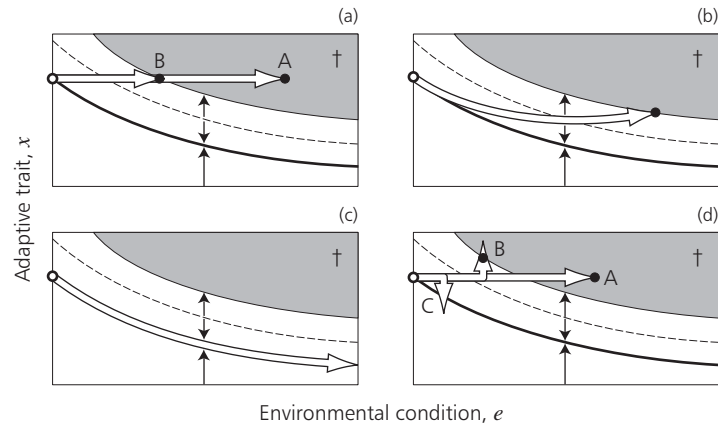 (a)
B
A
†
(b)
†
Adaptive trait, x
(c)
†
(d)
B
A
†
C
Environmental condition, e